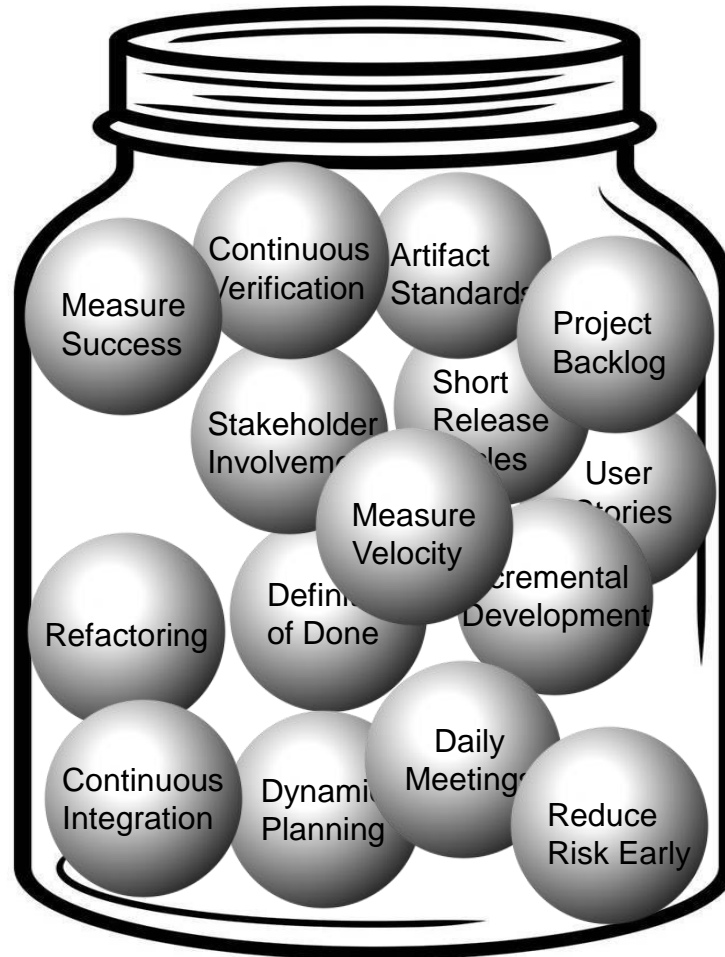 Continuous
Verification
Artifact
Standards
Measure
Success
Project
Backlog
Short
Release
Stakeholder
User
Stories
Measure
Velocity
of Done
Development
Refactoring
Daily
Meetings
Continuous
Integration
Dynamic
Planning
Reduce
Risk Early